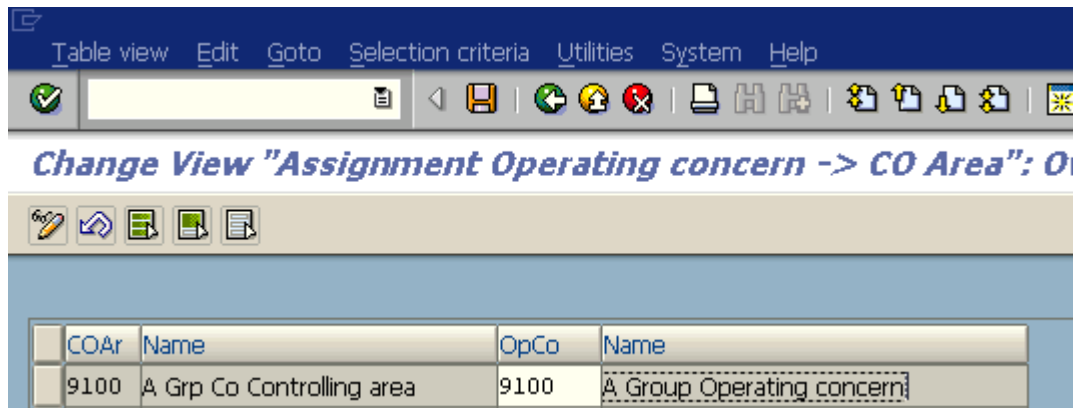 Table view Edit Goto Selection criteria Utilities System Help
Change View "Assignment Operating concern -> CO Area": Ov
COAr Name OpCo Name
9100 A Grp Co Controlling area 9100 A Group Operating concern